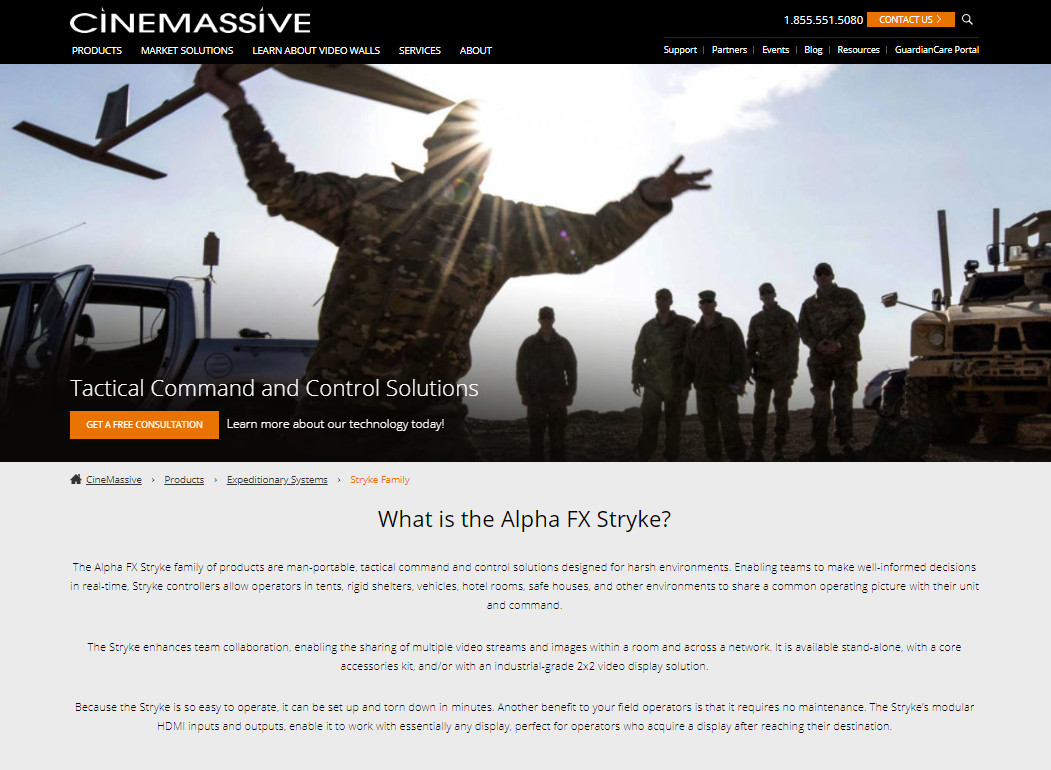 CINEMASSIVE
1.855.551.5080 CONTACT US >
PRODUCTS MARKET SOLUTIONS LEARN ABOUT VIDEO WALLS SERVICES ABOUT
Support | Partners | Events | Blog | Resources | GuardianCare Portal
Tactical Command and Control Solutions
GET A FREE CONSULTATION Learn more about our technology today!
CineMassive > Products > Expeditionary Systems > Stryke Family
What is the Alpha FX Stryke?
The Alpha FX Stryke family of products are man-portable, tactical command and control solutions designed for harsh environments. Enabling teams to make well-informed decisions
in real-time, Stryke controllers allow operators in tents, rigid shelters, vehicles, hotel rooms, safe houses, and other environments to share a common operating picture with their unit
and command.
The Stryke enhances team collaboration, enabling the sharing of multiple video streams and images within a room and across a network. It is available stand-alone, with a core
accessories kit, and/or with an industrial-grade 2x2 video display solution.
Because the Stryke is so easy to operate, it can be set up and torn down in minutes. Another benefit to your field operators is that it requires no maintenance. The Stryke's modular
HDMI inputs and outputs, enable it to work with essentially any display, perfect for operators who acquire a display after reaching their destination.